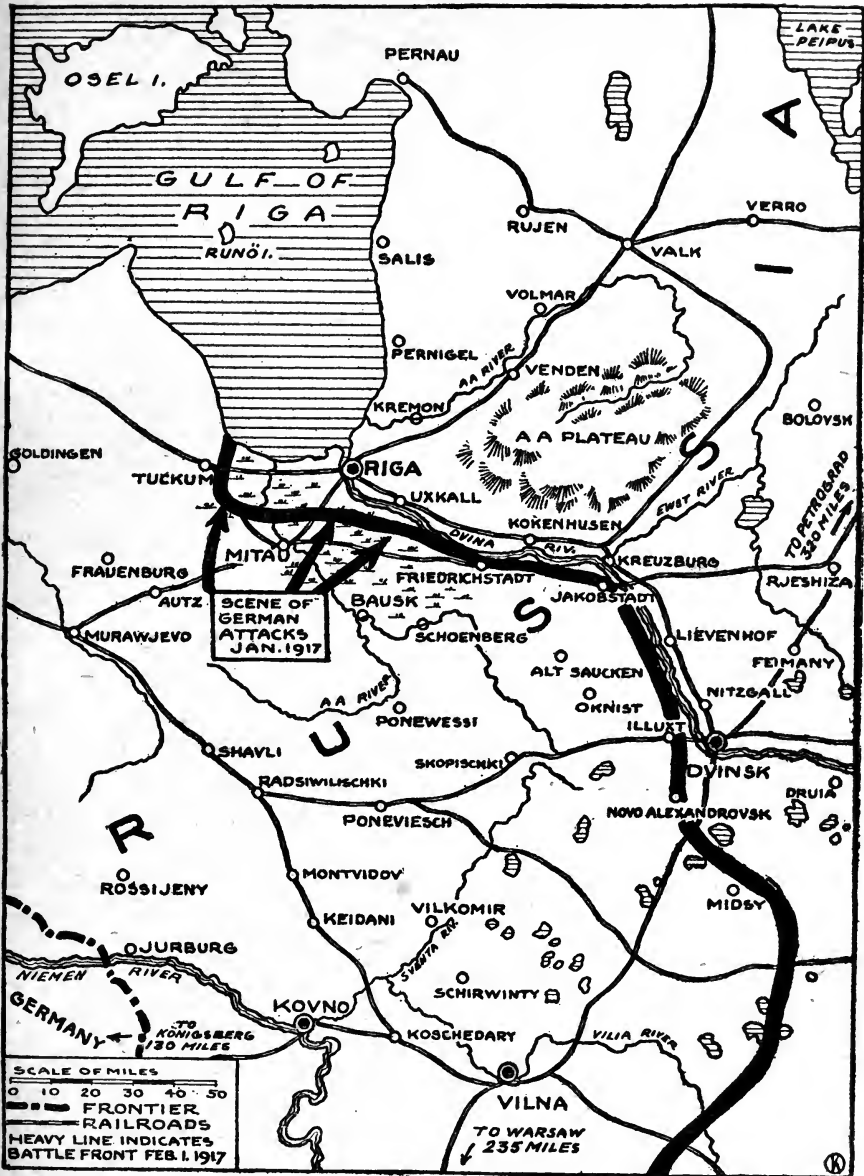 LAKE
PEIPUS
OSEL I.
PERNAU
GULF OF
RIGA
RUNÖ I.
RUJEN
VERRO
SALIS
VALK
VOLMAR
PERNIGEL
AA RIVER
VENDEN
KREMON
BOLOVSK
AA PLATEAU
GOLDINGEN
TUCKUM
RIGA
UXKALL
EWST RIVER
TO PETROGRAD
320 MILES
KOKENHUSEN
DVINA RIV.
MITAU
KREUZBURG
FRAUENBURG
FRIEDRICHSTADT
RJESHIZA
AUTZ
JAKOBSTADT
SCENE OF
GERMAN
ATTACKS
JAN. 1917
BAUSK
SCHOENBERG
MURAWJEVO
LIEVENHOF
ALT SAUCKEN
FEIMANY
AA RIVER
OKNIST
NITZGALL
PONEWESSI
ILLUXT
SHAVLI
SKOPISCHKI
DVINSK
RADSIWILISCHKI
DRUIA
PONEVIESCH
NOVO ALEXANDROVSK
RUSSIA
ROSSIJENY
MONTVIDOV
MIDSY
KEIDANI
VILKOMIR
JURBURG
SVENTA RIV.
NIEMEN RIVER
SCHIRWINTY
GERMANY
TO
KÖNIGSBERG
130 MILES
KOVNO
KOSCHEDARY
VILIA RIVER
VILNA
SCALE OF MILES
0 10 20 30 40 50
FRONTIER
RAILROADS
HEAVY LINE INDICATES
BATTLE FRONT FEB. 1. 1917
TO WARSAW
235 MILES
K